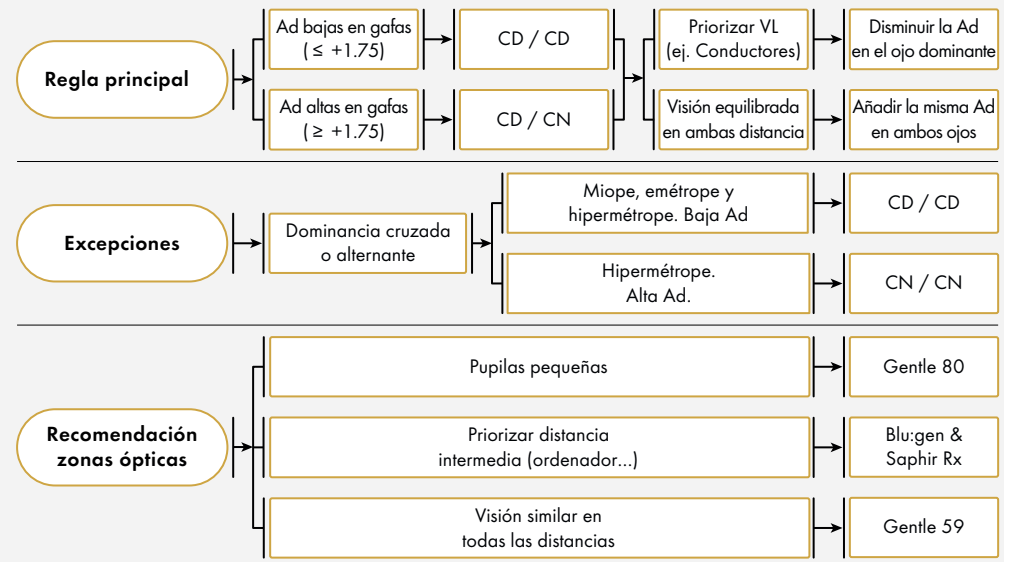 Regla principal
Ad bajas en gafas
( ≤ +1.75)
CD / CD
Priorizar VL
(ej. Conductores)
Disminuir la Ad
en el ojo dominante
Ad altas en gafas
( ≥ +1.75)
CD / CN
Visión equilibrada
en ambas distancia
Añadir la misma Ad
en ambos ojos
Excepciones
Dominancia cruzada
o alternante
Miope, emétrope y
hipermétrope. Baja Ad
CD / CD
Hipermétrope.
Alta Ad.
CN / CN
Recomendación
zonas ópticas
Pupilas pequeñas
Gentle 80
Priorizar distancia
intermedia (ordenador...)
Blu:gen &
Saphir Rx
Visión similar en
todas las distancias
Gentle 59